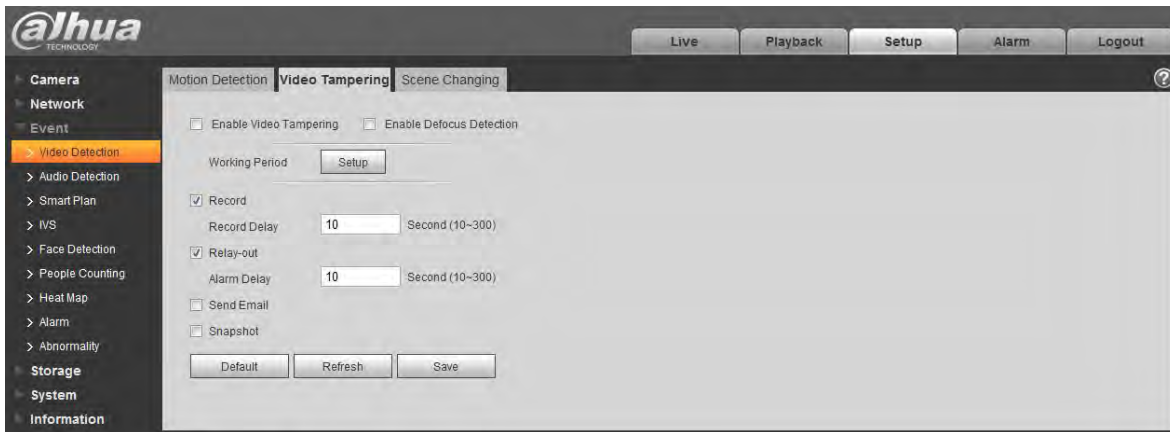 alhua
TECHNOLOGY
Live Playback Setup Alarm Logout
Camera
Network
Event
> Video Detection
> Audio Detection
> Smart Plan
> IVS
> Face Detection
> People Counting
> Heat Map
> Alarm
> Abnormality
Storage
System
Information
Motion Detection Video Tampering Scene Changing
?
Enable Video Tampering Enable Defocus Detection
Working Period Setup
Record
Record Delay 10 Second (10~300)
Relay-out
Alarm Delay 10 Second (10~300)
Send Email
Snapshot
Default Refresh Save